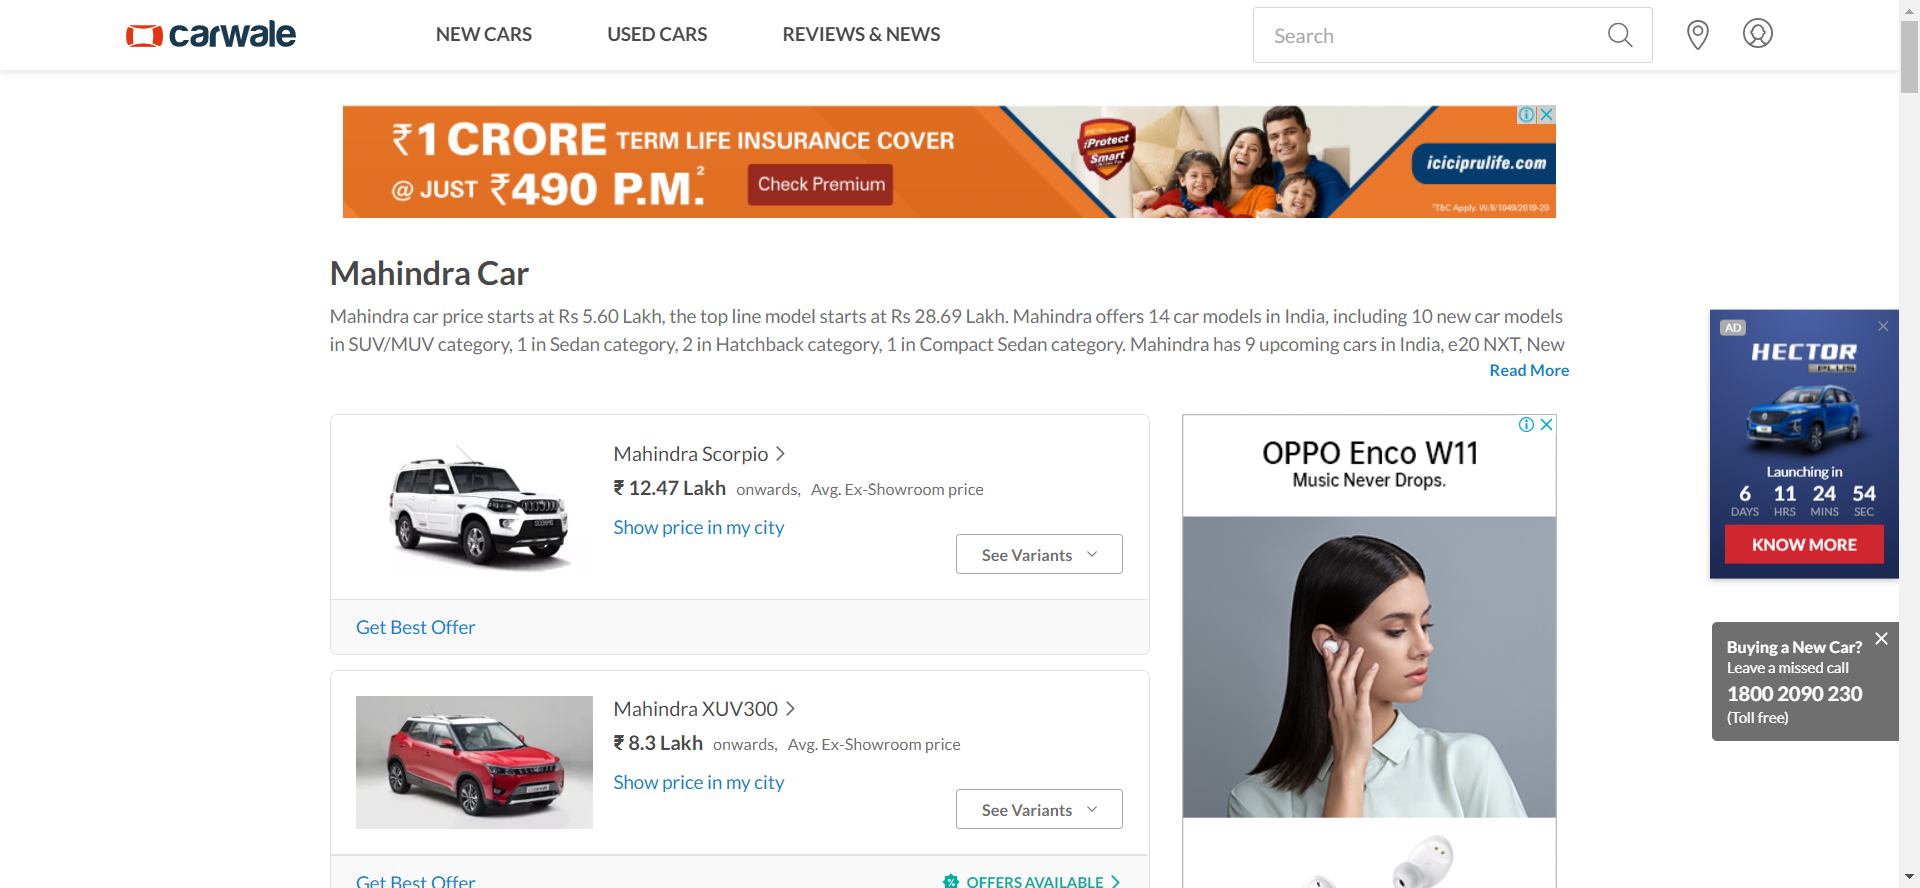 carwale
NEW CARS
USED CARS
REVIEWS & NEWS
Search
₹1 CRORE TERM LIFE INSURANCE COVER
@ JUST ₹490 P.M.²
Check Premium
iProtect
Smart
iciciprulife.com
²T&C Apply. W/II/1049/2019-20
Mahindra Car
Mahindra car price starts at Rs 5.60 Lakh, the top line model starts at Rs 28.69 Lakh. Mahindra offers 14 car models in India, including 10 new car models
in SUV/MUV category, 1 in Sedan category, 2 in Hatchback category, 1 in Compact Sedan category. Mahindra has 9 upcoming cars in India, e20 NXT, New
Read More
Mahindra Scorpio
₹ 12.47 Lakh onwards, Avg. Ex-Showroom price
Show price in my city
See Variants
Get Best Offer
Mahindra XUV300
₹ 8.3 Lakh onwards, Avg. Ex-Showroom price
Show price in my city
See Variants
Get Best Offer
OFFERS AVAILABLE
OPPO Enco W11
Music Never Drops.
AD
HECTOR
PLUS
Launching in
6 11 24 54
DAYS HRS MINS SEC
KNOW MORE
Buying a New Car?
Leave a missed call
1800 2090 230
(Toll free)